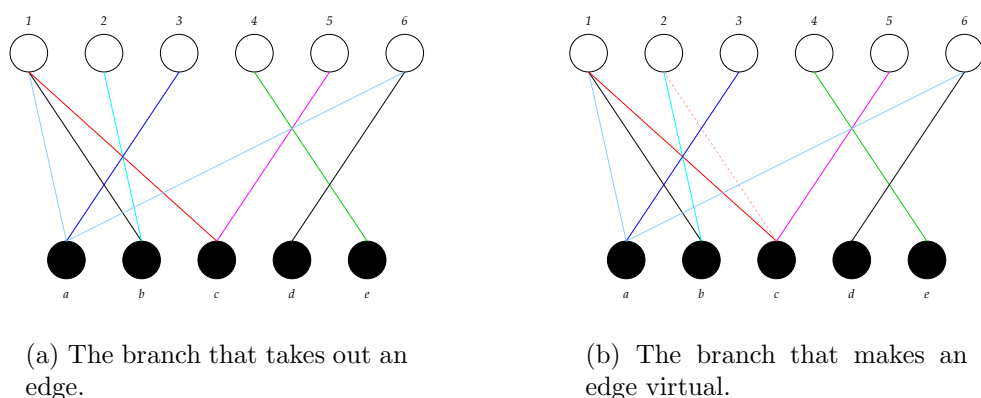 1 2 3 4 5 6
a b c d e
(a) The branch that takes out an
edge.
1 2 3 4 5 6
a b c d e
(b) The branch that makes an
edge virtual.